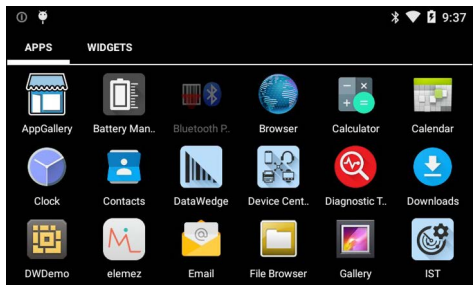 9:37
APPS WIDGETS
AppGallery Battery Man.. Bluetooth P.. Browser Calculator Calendar
Clock Contacts DataWedge Device Cent.. Diagnostic T.. Downloads
DWDemo elemez Email File Browser Gallery IST